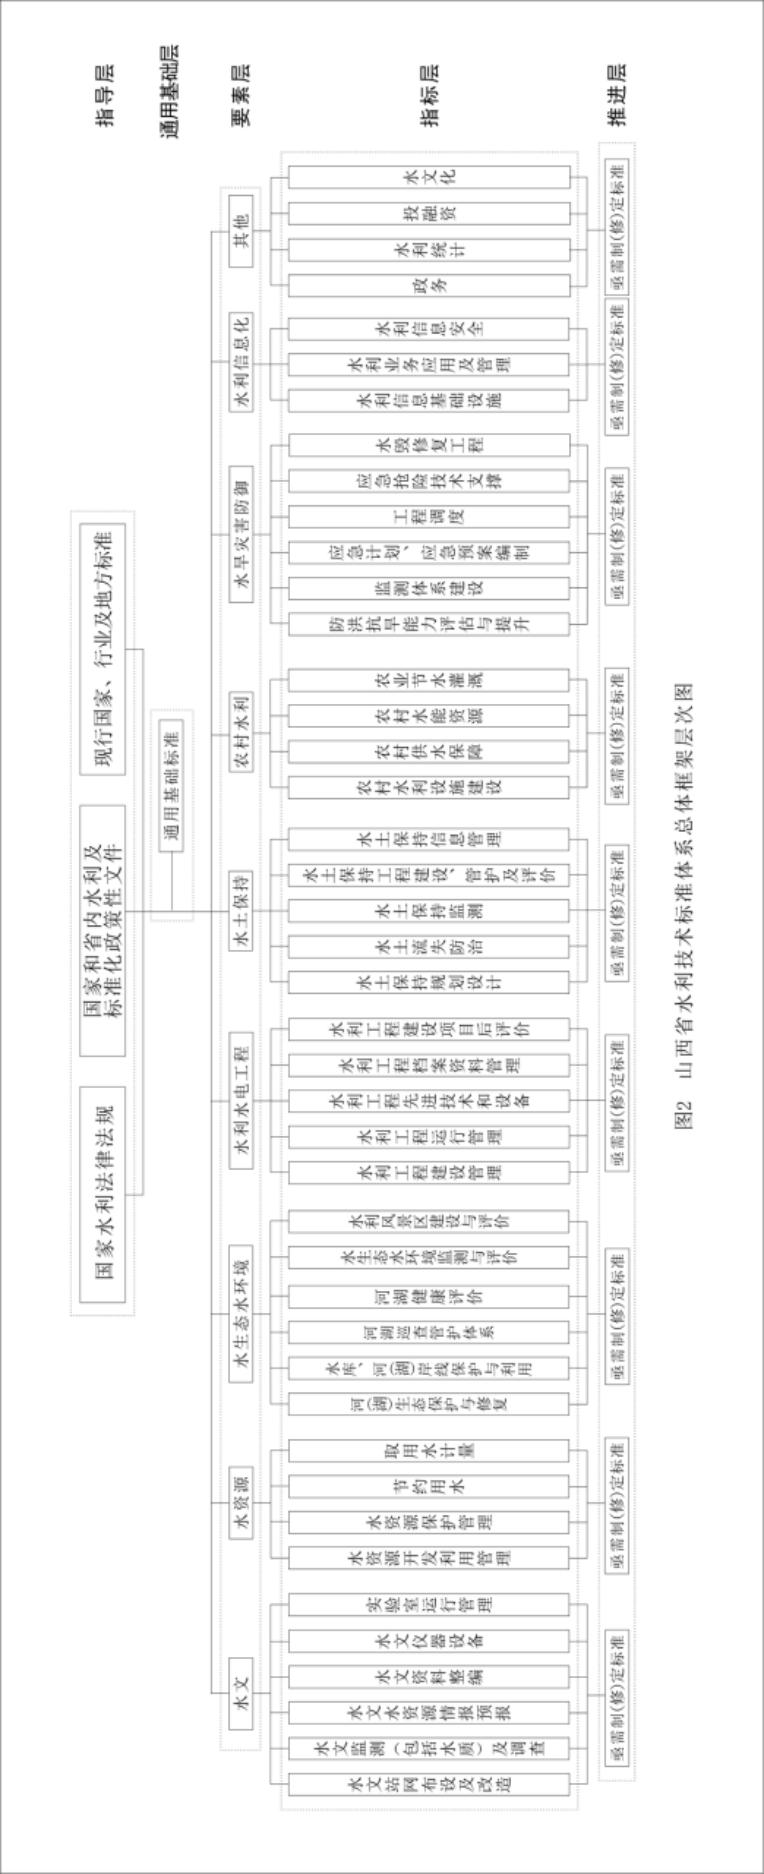 国家水利法律法规
国家和省内水利及
标准化政策性文件
现行国家、行业及地方标准
指导层
通用基础标准
通用基础层
水文
水资源
水生态水环境
水利水电工程
水土保持
农村水利
水旱灾害防御
水利信息化
其他
要素层
水文站网布设及改造
水文监测(包括水质)及调查
水文水资源情报预报
水文资料整编
水文仪器设备
实验室运行管理
水资源开发利用管理
水资源保护管理
节约用水
取用水计量
河(湖)生态保护与修复
水库、河(湖)岸线保护与利用
河湖巡查管护体系
河湖健康评价
水生态水环境监测与评价
水利风景区建设与评价
水利工程建设管理
水利工程运行管理
水利工程先进技术和设备
水利工程档案资料管理
水利工程建设项目后评价
水土保持规划设计
水土流失防治
水土保持监测
水土保持工程建设、管护及评价
水土保持信息管理
农村水利设施建设
农村供水保障
农村水能资源
农业节水灌溉
防洪抗旱能力评估与提升
监测体系建设
应急计划、应急预案编制
工程调度
应急抢险技术支撑
水毁修复工程
水利信息基础设施
水利业务应用及管理
水利信息安全
政务
水利统计
投融资
水文化
指标层
亟需制(修)定标准
亟需制(修)定标准
亟需制(修)定标准
亟需制(修)定标准
亟需制(修)定标准
亟需制(修)定标准
亟需制(修)定标准
亟需制(修)定标准
亟需制(修)定标准
推进层
图2 山西省水利技术标准体系总体框架层次图